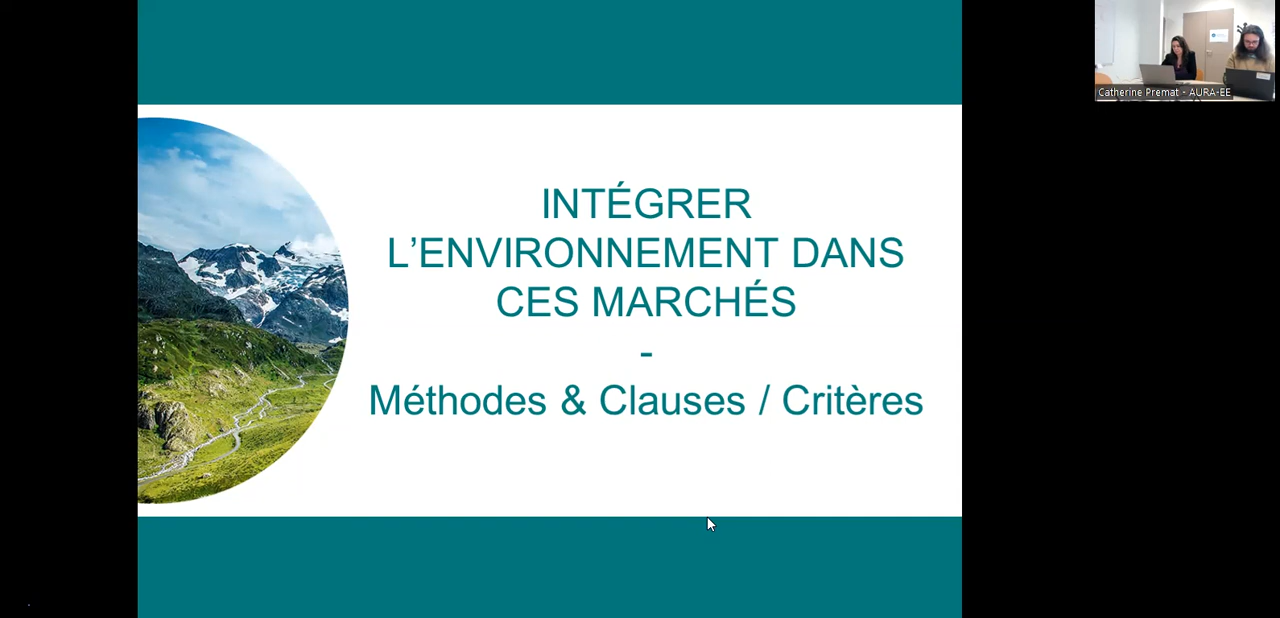 INTÉGRER
L’ENVIRONNEMENT DANS
CES MARCHÉS
-
Méthodes & Clauses / Critères
Catherine Premat - AURA-EE